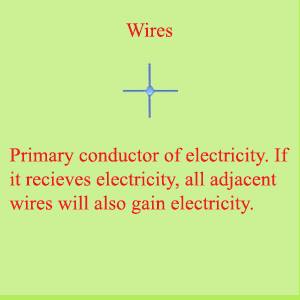 Wires
Primary conductor of electricity. If
it recieves electricity, all adjacent
wires will also gain electricity.